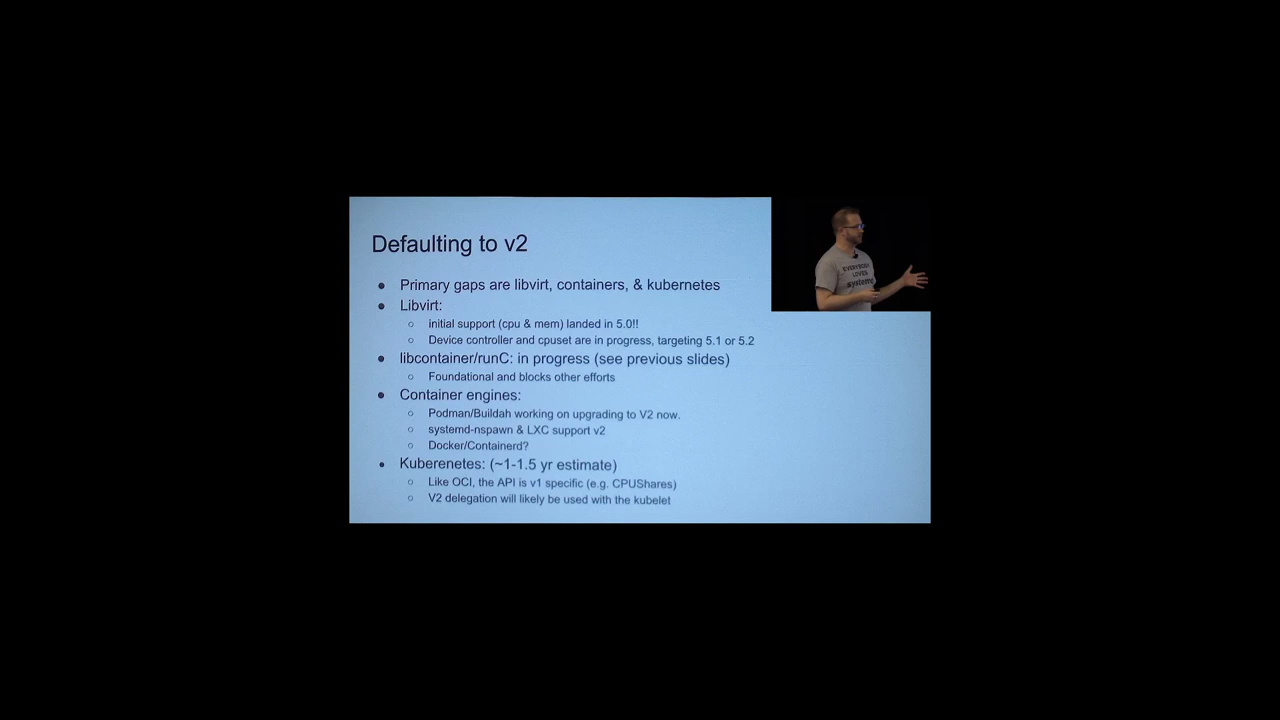 Defaulting to v2
● Primary gaps are libvirt, containers, & kubernetes
● Libvirt:
○ initial support (cpu & mem) landed in 5.0!!
○ Device controller and cpuset are in progress, targeting 5.1 or 5.2
● libcontainer/runC: in progress (see previous slides)
○ Foundational and blocks other efforts
● Container engines:
○ Podman/Buildah working on upgrading to V2 now.
○ systemd-nspawn & LXC support v2
○ Docker/Containerd?
● Kuberenetes: (~1-1.5 yr estimate)
○ Like OCI, the API is v1 specific (e.g. CPUShares)
○ V2 delegation will likely be used with the kubelet
EVERYBODY
LOVES
systemd